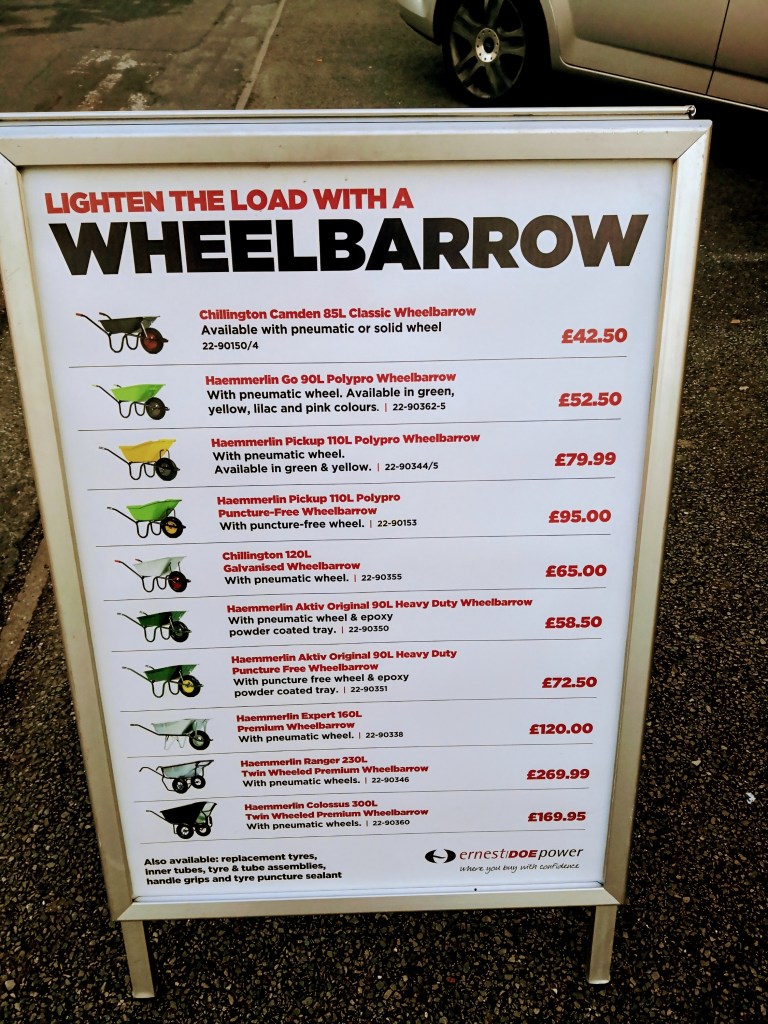 LIGHTEN THE LOAD WITH A
WHEELBARROW
Chillington Camden 85L Classic Wheelbarrow
Available with pneumatic or solid wheel
22-90150/4
£42.50
Haemmerlin Go 90L Polypro Wheelbarrow
With pneumatic wheel. Available in green,
yellow, lilac and pink colours. | 22-90362-5
£52.50
Haemmerlin Pickup 110L Polypro Wheelbarrow
With pneumatic wheel.
Available in green & yellow. | 22-90344/5
£79.99
Haemmerlin Pickup 110L Polypro
Puncture-Free Wheelbarrow
With puncture-free wheel. | 22-90153
£95.00
Chillington 120L
Galvanised Wheelbarrow
With pneumatic wheel. | 22-90355
£65.00
Haemmerlin Aktiv Original 90L Heavy Duty Wheelbarrow
With pneumatic wheel & epoxy
powder coated tray. | 22-90350
£58.50
Haemmerlin Aktiv Original 90L Heavy Duty
Puncture Free Wheelbarrow
With puncture free wheel & epoxy
powder coated tray. | 22-90351
£72.50
Haemmerlin Expert 160L
Premium Wheelbarrow
With pneumatic wheel. | 22-90338
£120.00
Haemmerlin Ranger 230L
Twin Wheeled Premium Wheelbarrow
With pneumatic wheels. | 22-90346
£269.99
Haemmerlin Colossus 300L
Twin Wheeled Premium Wheelbarrow
With pneumatic wheels. | 22-90360
£169.95
Also available: replacement tyres,
inner tubes, tyre & tube assemblies,
handle grips and tyre puncture sealant
ernestDOEpower
where you buy with confidence